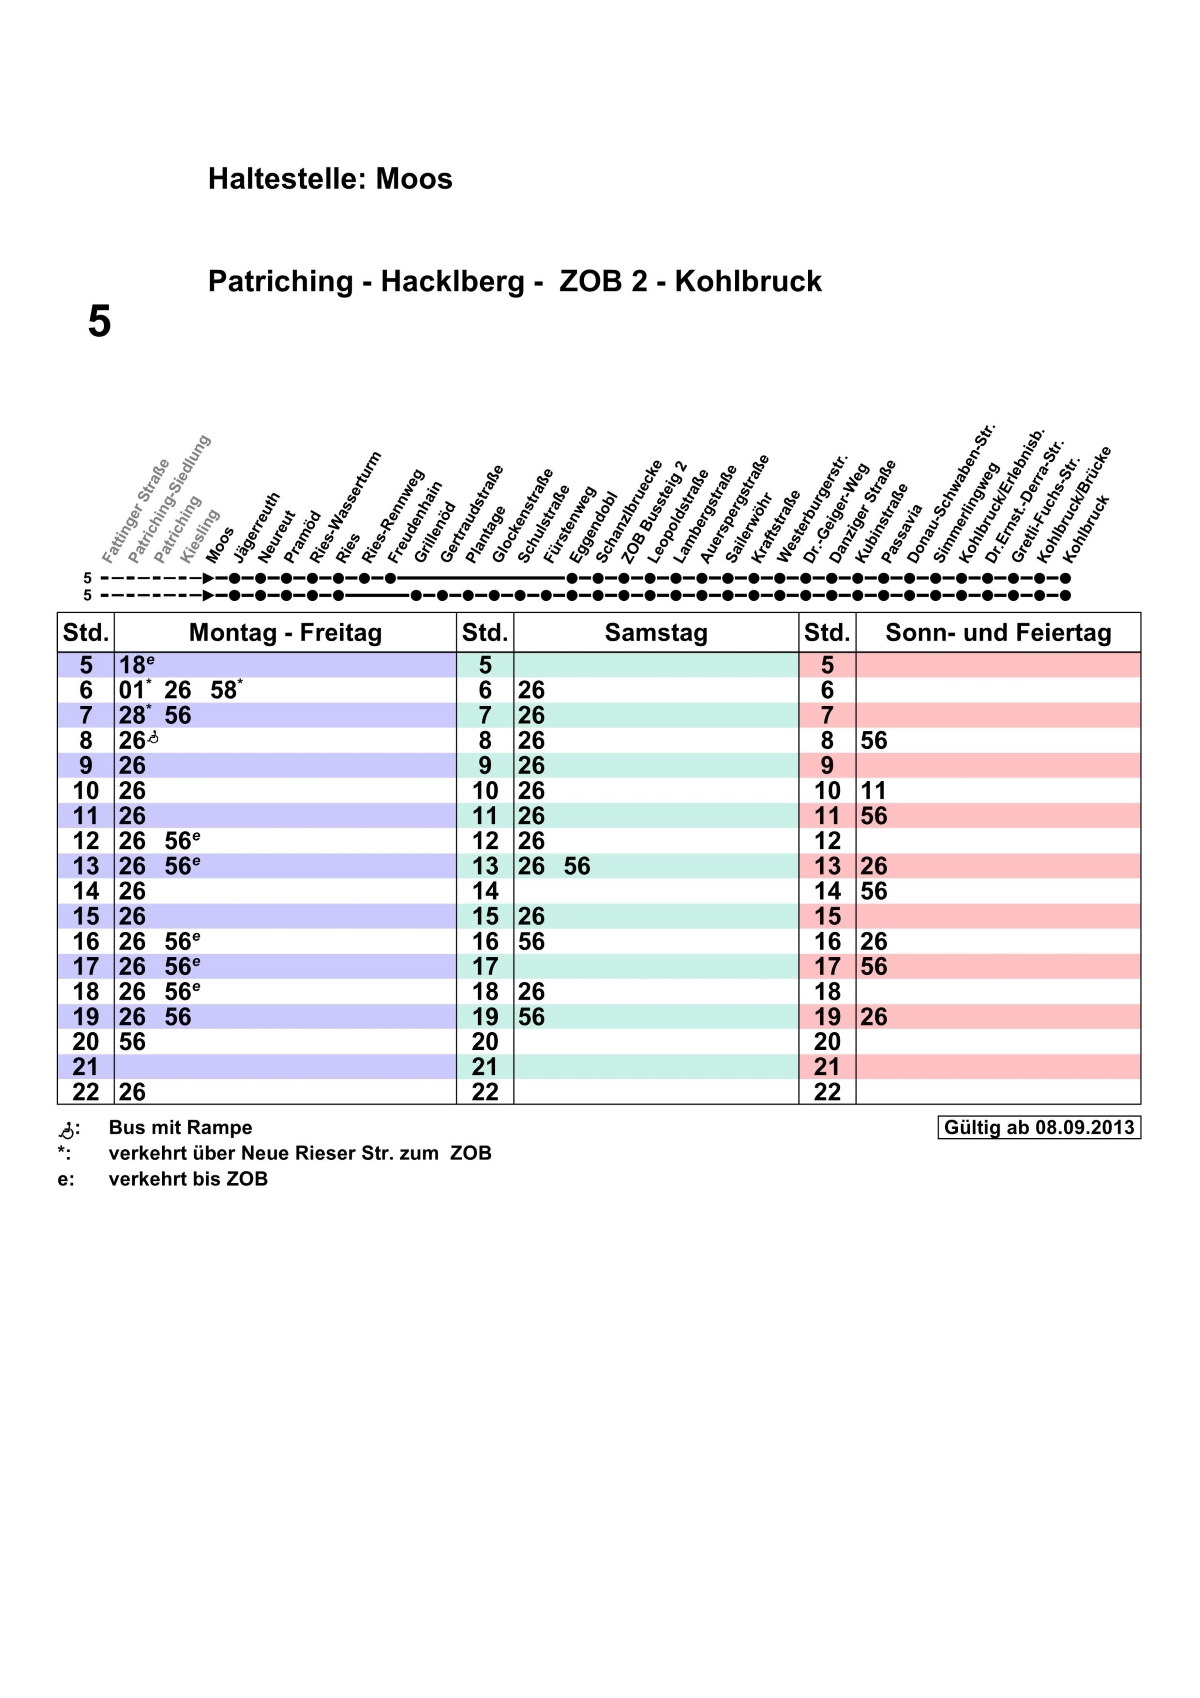 Haltestelle: Moos
Patriching - Hacklberg - ZOB 2 - Kohlbruck
5
Fattinger Straße
Patriching-Siedlung
Patriching
Kiesling
Moos
Jägerreuth
Neureut
Pramöd
Ries-Wasserturm
Ries
Ries-Rennweg
Freudenhain
Grillenöd
Gertraudstraße
Plantage
Glockenstraße
Schulstraße
Fürstenweg
Eggendobl
Schanzlbruecke
ZOB Bussteig 2
Leopoldstraße
Lambergstraße
Auerspergstraße
Sailerwöhr
Kraftstraße
Westerburgerstr.
Dr.-Geiger-Weg
Danziger Straße
Kubinstraße
Passavia
Donau-Schwaben-Str.
Simmerlingweg
Kohlbruck/Erlebnisb.
Dr.Ernst.-Derra-Str.
Gretli-Fuchs-Str.
Kohlbruck/Brücke
Kohlbruck
5
5
Std. Montag - Freitag Std. Samstag Std. Sonn- und Feiertag
5 18e 5 5
6 01* 26 58* 6 26 6
7 28* 56 7 26 7
8 26 8 26 8 56
9 26 9 26 9
10 26 10 26 10 11
11 26 11 26 11 56
12 26 56e 12 26 12
13 26 56e 13 26 56 13 26
14 26 14 14 56
15 26 15 26 15
16 26 56e 16 56 16 26
17 26 56e 17 17 56
18 26 56e 18 26 18
19 26 56 19 56 19 26
20 56 20 20
21 21 21
22 26 22 22
: Bus mit Rampe Gültig ab 08.09.2013
*: verkehrt über Neue Rieser Str. zum ZOB
e: verkehrt bis ZOB